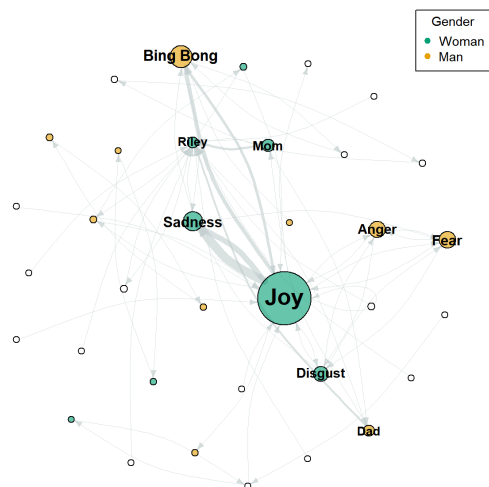 Gender
Woman
Man
Bing Bong
Riley
Mom
Sadness
Anger
Fear
Joy
Disgust
Dad